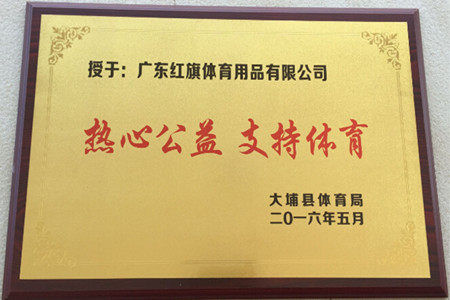 授于：广东红旗体育用品有限公司
热心公益 支持体育
大埔县体育局
二〇一六年五月